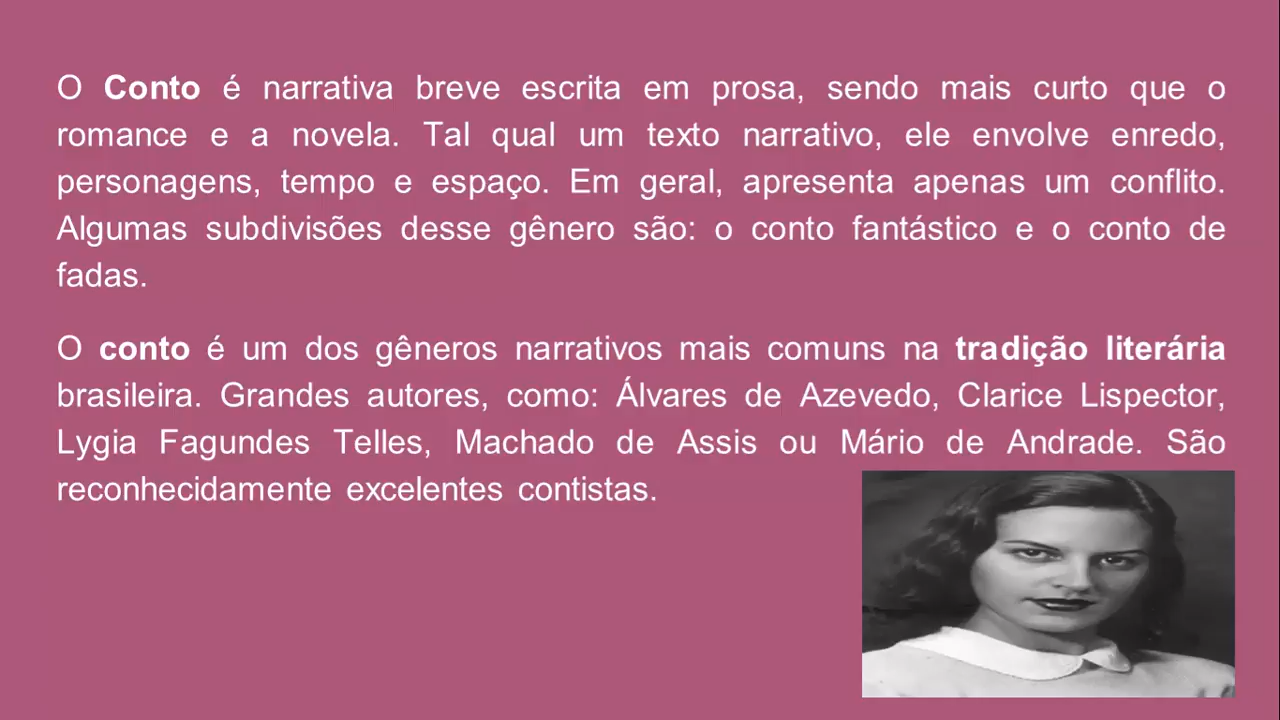 O Conto é narrativa breve escrita em prosa, sendo mais curto que o
romance e a novela. Tal qual um texto narrativo, ele envolve enredo,
personagens, tempo e espaço. Em geral, apresenta apenas um conflito.
Algumas subdivisões desse gênero são: o conto fantástico e o conto de
fadas.
O conto é um dos gêneros narrativos mais comuns na tradição literária
brasileira. Grandes autores, como: Álvares de Azevedo, Clarice Lispector,
Lygia Fagundes Telles, Machado de Assis ou Mário de Andrade. São
reconhecidamente excelentes contistas.